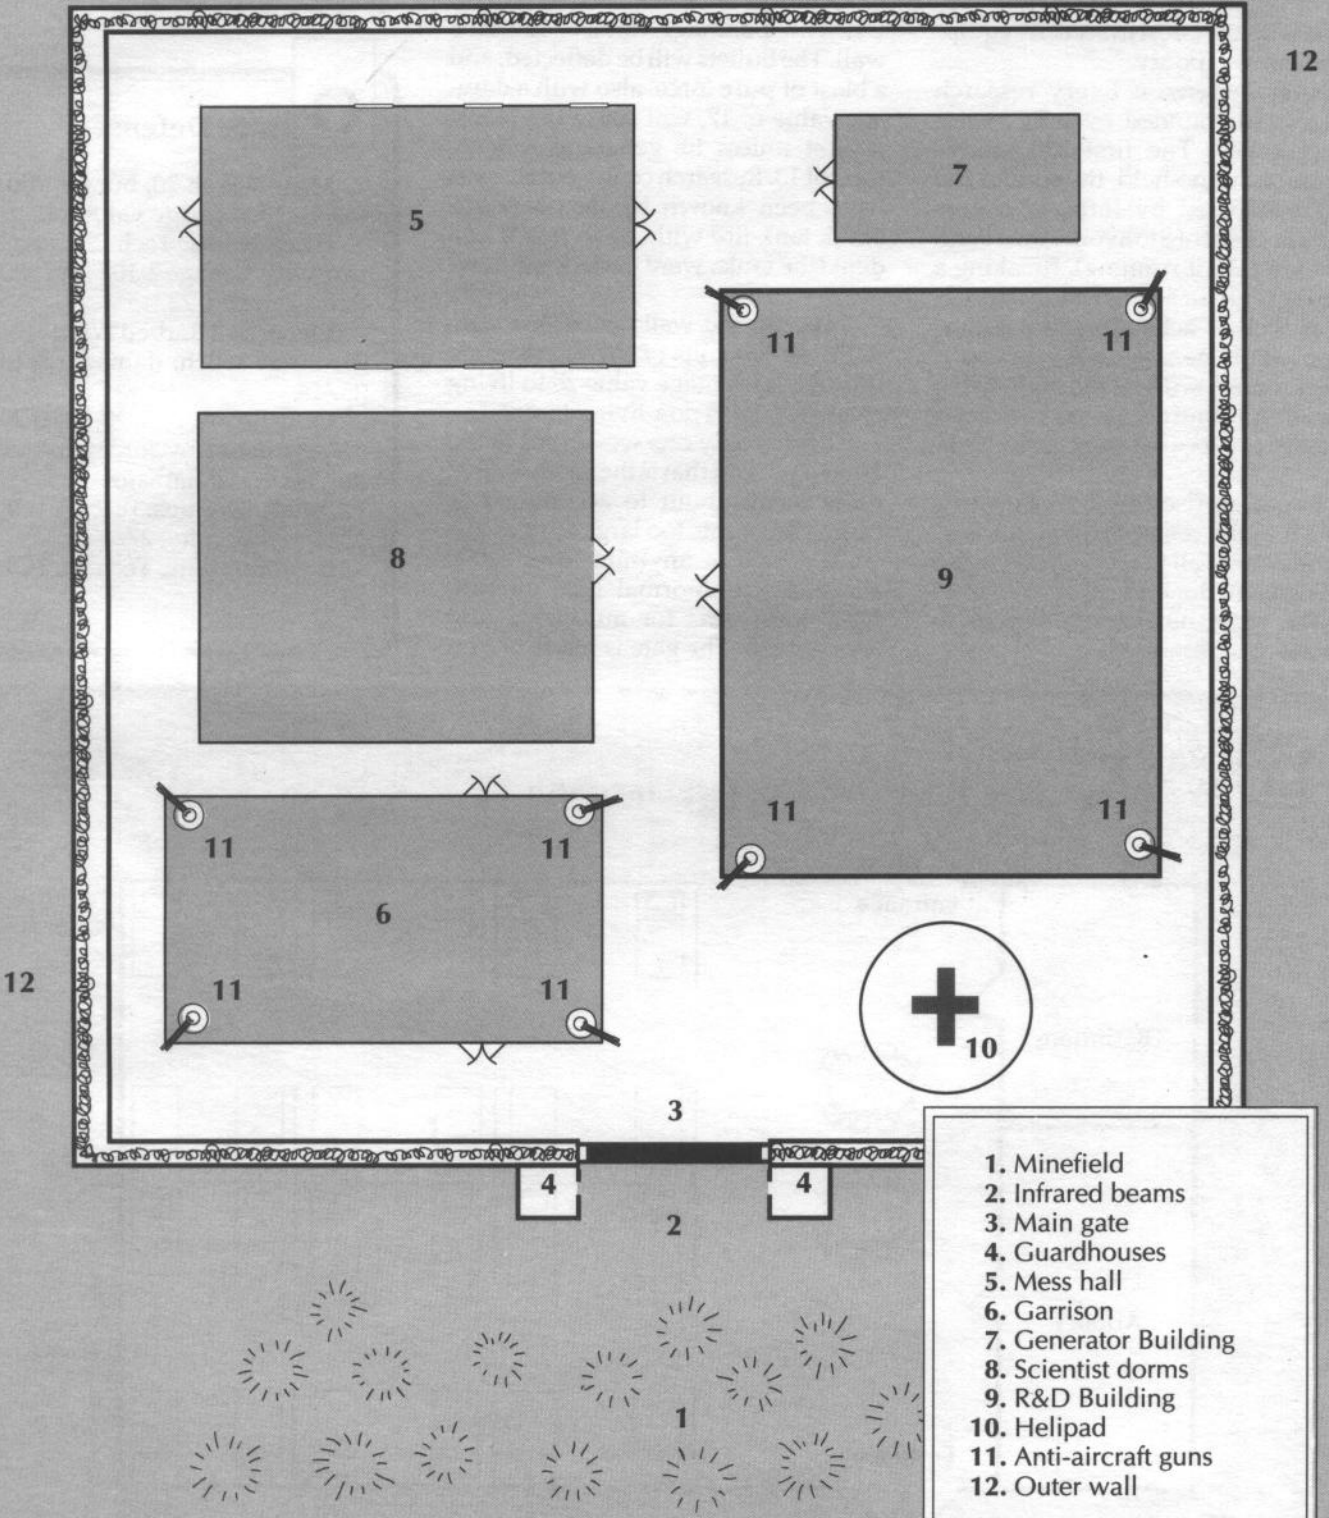 12
7
5
11
11
8
9
11
11
11
11
6
12
11
11
10
3
4
4
2
1
1. Minefield
2. Infrared beams
3. Main gate
4. Guardhouses
5. Mess hall
6. Garrison
7. Generator Building
8. Scientist dorms
9. R&D Building
10. Helipad
11. Anti-aircraft guns
12. Outer wall